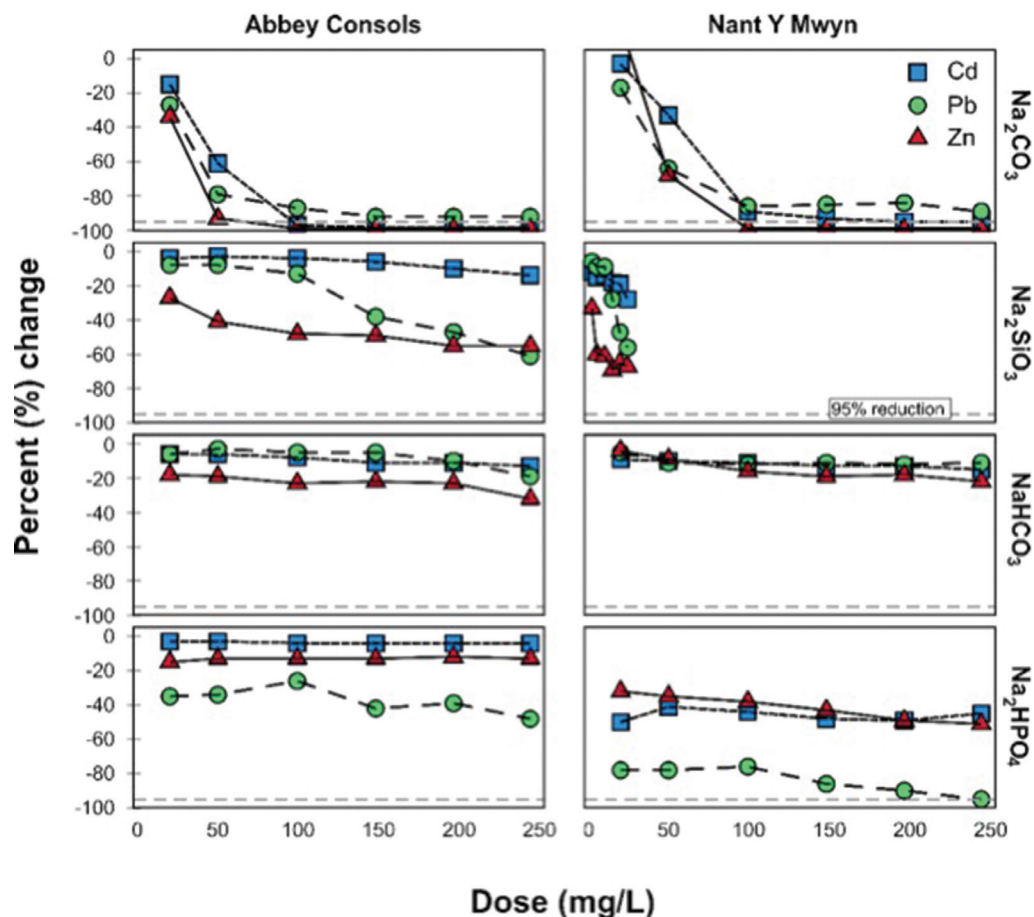 Abbey Consols
Nant Y Mwyn
Percent (%) change
0
-20
-40
-60
-80
-100
Cd
Pb
Zn
Na2CO3
0
-20
-40
-60
-80
-100
95% reduction
Na2SiO3
0
-20
-40
-60
-80
-100
NaHCO3
0
-20
-40
-60
-80
-100
Na2HPO4
0 50 100 150 200 250
0 50 100 150 200 250
Dose (mg/L)